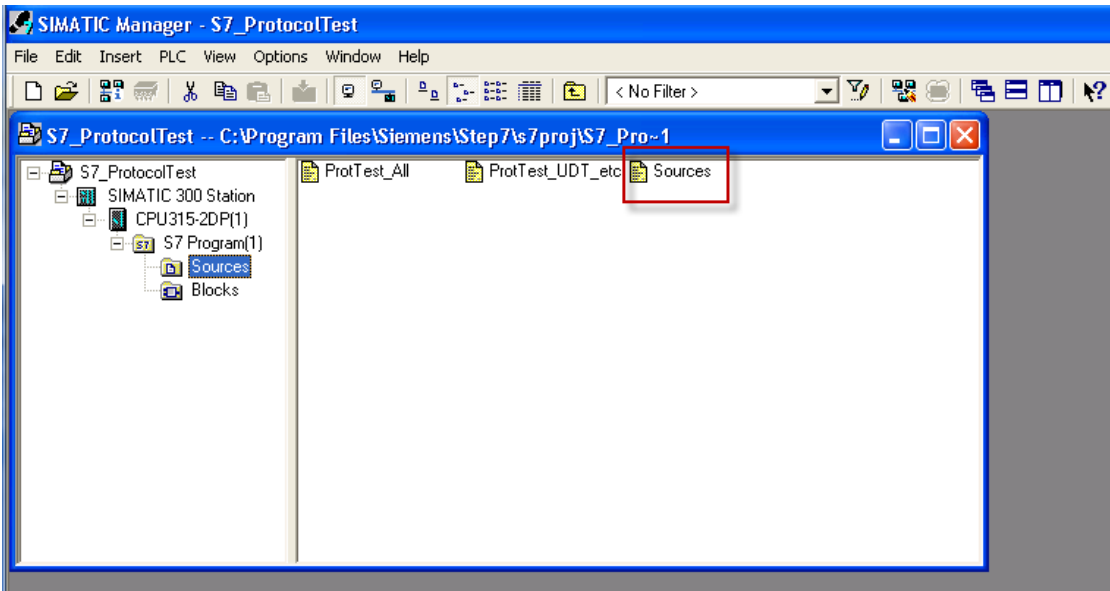 SIMATIC Manager - S7_ProtocolTest
File Edit Insert PLC View Options Window Help
< No Filter >
S7_ProtocolTest -- C:\Program Files\Siemens\Step7\s7proj\S7_Pro~1
S7_ProtocolTest
SIMATIC 300 Station
CPU315-2DP(1)
S7 Program(1)
Sources
Blocks
ProtTest_All ProtTest_UDT_etc Sources